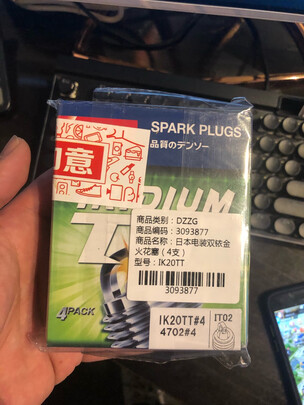 SPARK PLUGS
品質のデンソー
意
IRIDIUM
商品类别：DZZG
商品编码：3093877
商品名称：日本电装双铱金
火花塞（4支）
型号：IK20TT
3093877
4PACK
IK20TT#4
4702#4
IT02